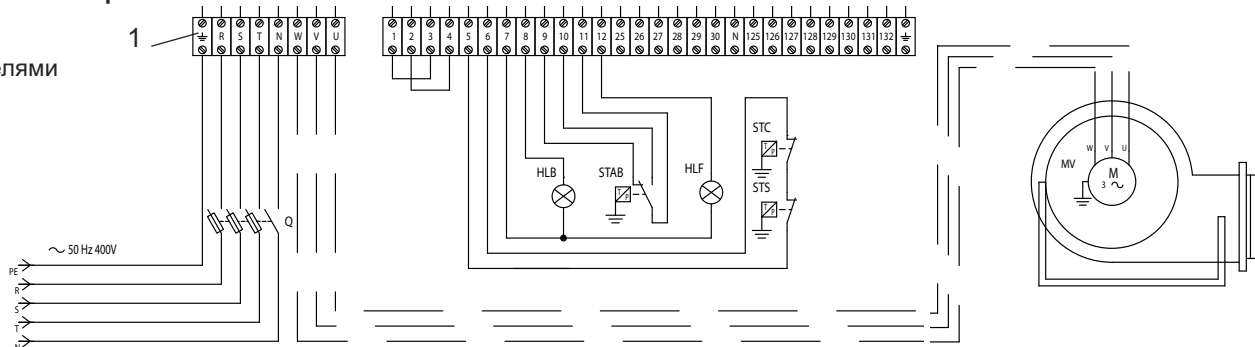 1
елями
R S T N W V U
1 2 3 4 5 6 7 8 9 10 11 12 25 26 27 28 29 30 N 125 126 127 128 129 130 131 132
STC
T P
HLB
STAB
T P
HLF
STS
T P
Q
~ 50 Hz 400V
PE
R
S
T
N
W V U
MV
M
3 ~